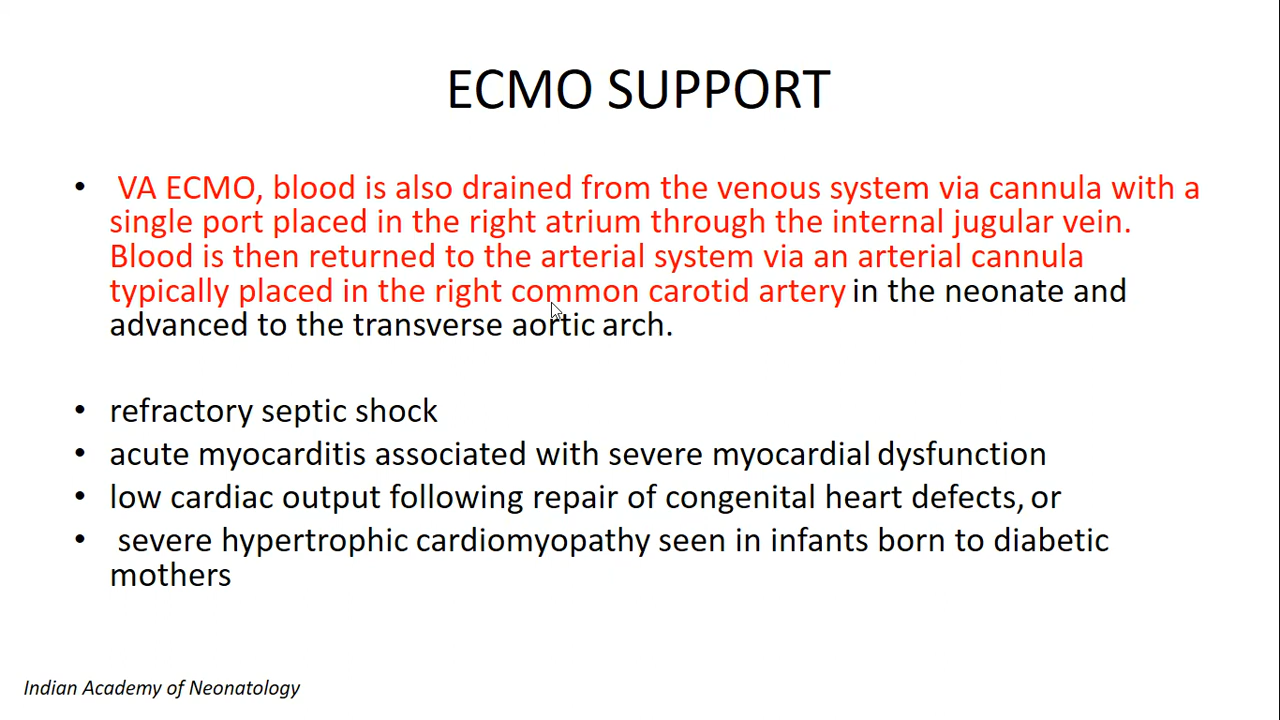 ECMO SUPPORT
• VA ECMO, blood is also drained from the venous system via cannula with a
single port placed in the right atrium through the internal jugular vein.
Blood is then returned to the arterial system via an arterial cannula
typically placed in the right common carotid artery in the neonate and
advanced to the transverse aortic arch.
• refractory septic shock
• acute myocarditis associated with severe myocardial dysfunction
• low cardiac output following repair of congenital heart defects, or
• severe hypertrophic cardiomyopathy seen in infants born to diabetic
mothers
Indian Academy of Neonatology